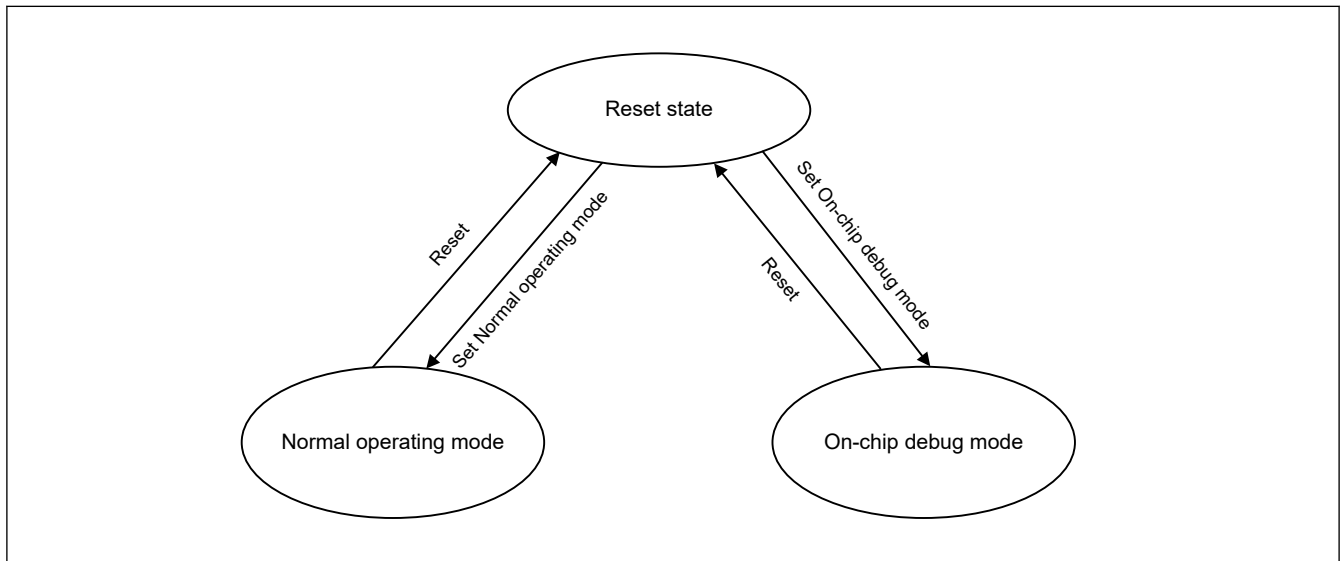 Reset state
Reset
Set Normal operating mode
Reset
Set On-chip debug mode
Normal operating mode
On-chip debug mode